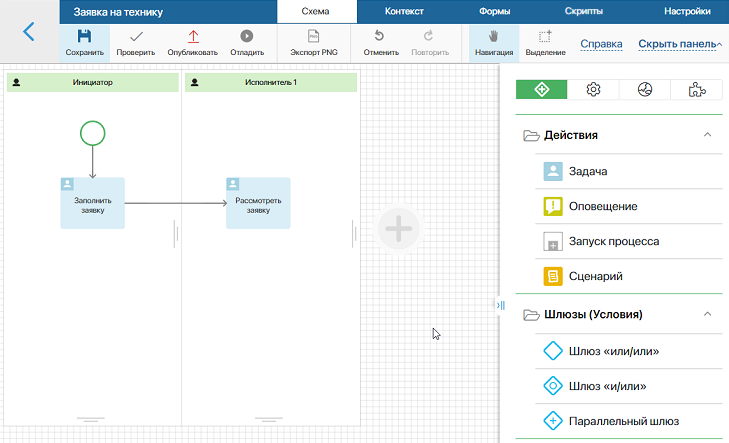 Заявка на технику
Схема
Контекст
Формы
Скрипты
Настройки
Сохранить
Проверить
Опубликовать
Отладить
PNG
Экспорт PNG
Отменить
Повторить
Навигация
Выделение
Справка
Скрыть панель
Инициатор
Исполнитель 1
Заполнить
заявку
Рассмотреть
заявку
Действия
Задача
Оповещение
Запуск процесса
Сценарий
Шлюзы (Условия)
Шлюз «или/или»
Шлюз «и/или»
Параллельный шлюз